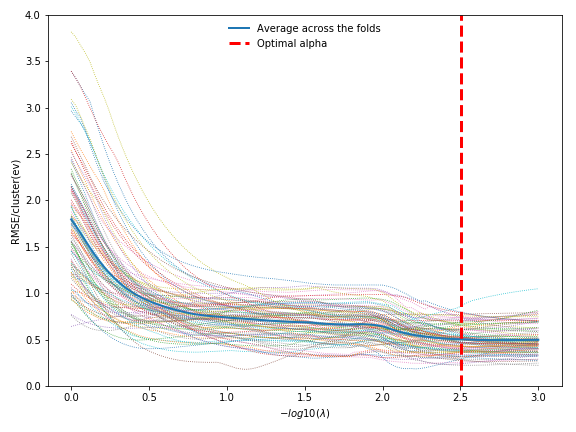 4.0
3.5
3.0
2.5
2.0
1.5
1.0
0.5
0.0
RMSE/cluster(ev)
Average across the folds
Optimal alpha
0.0 0.5 1.0 1.5 2.0 2.5 3.0
−log10(λ)